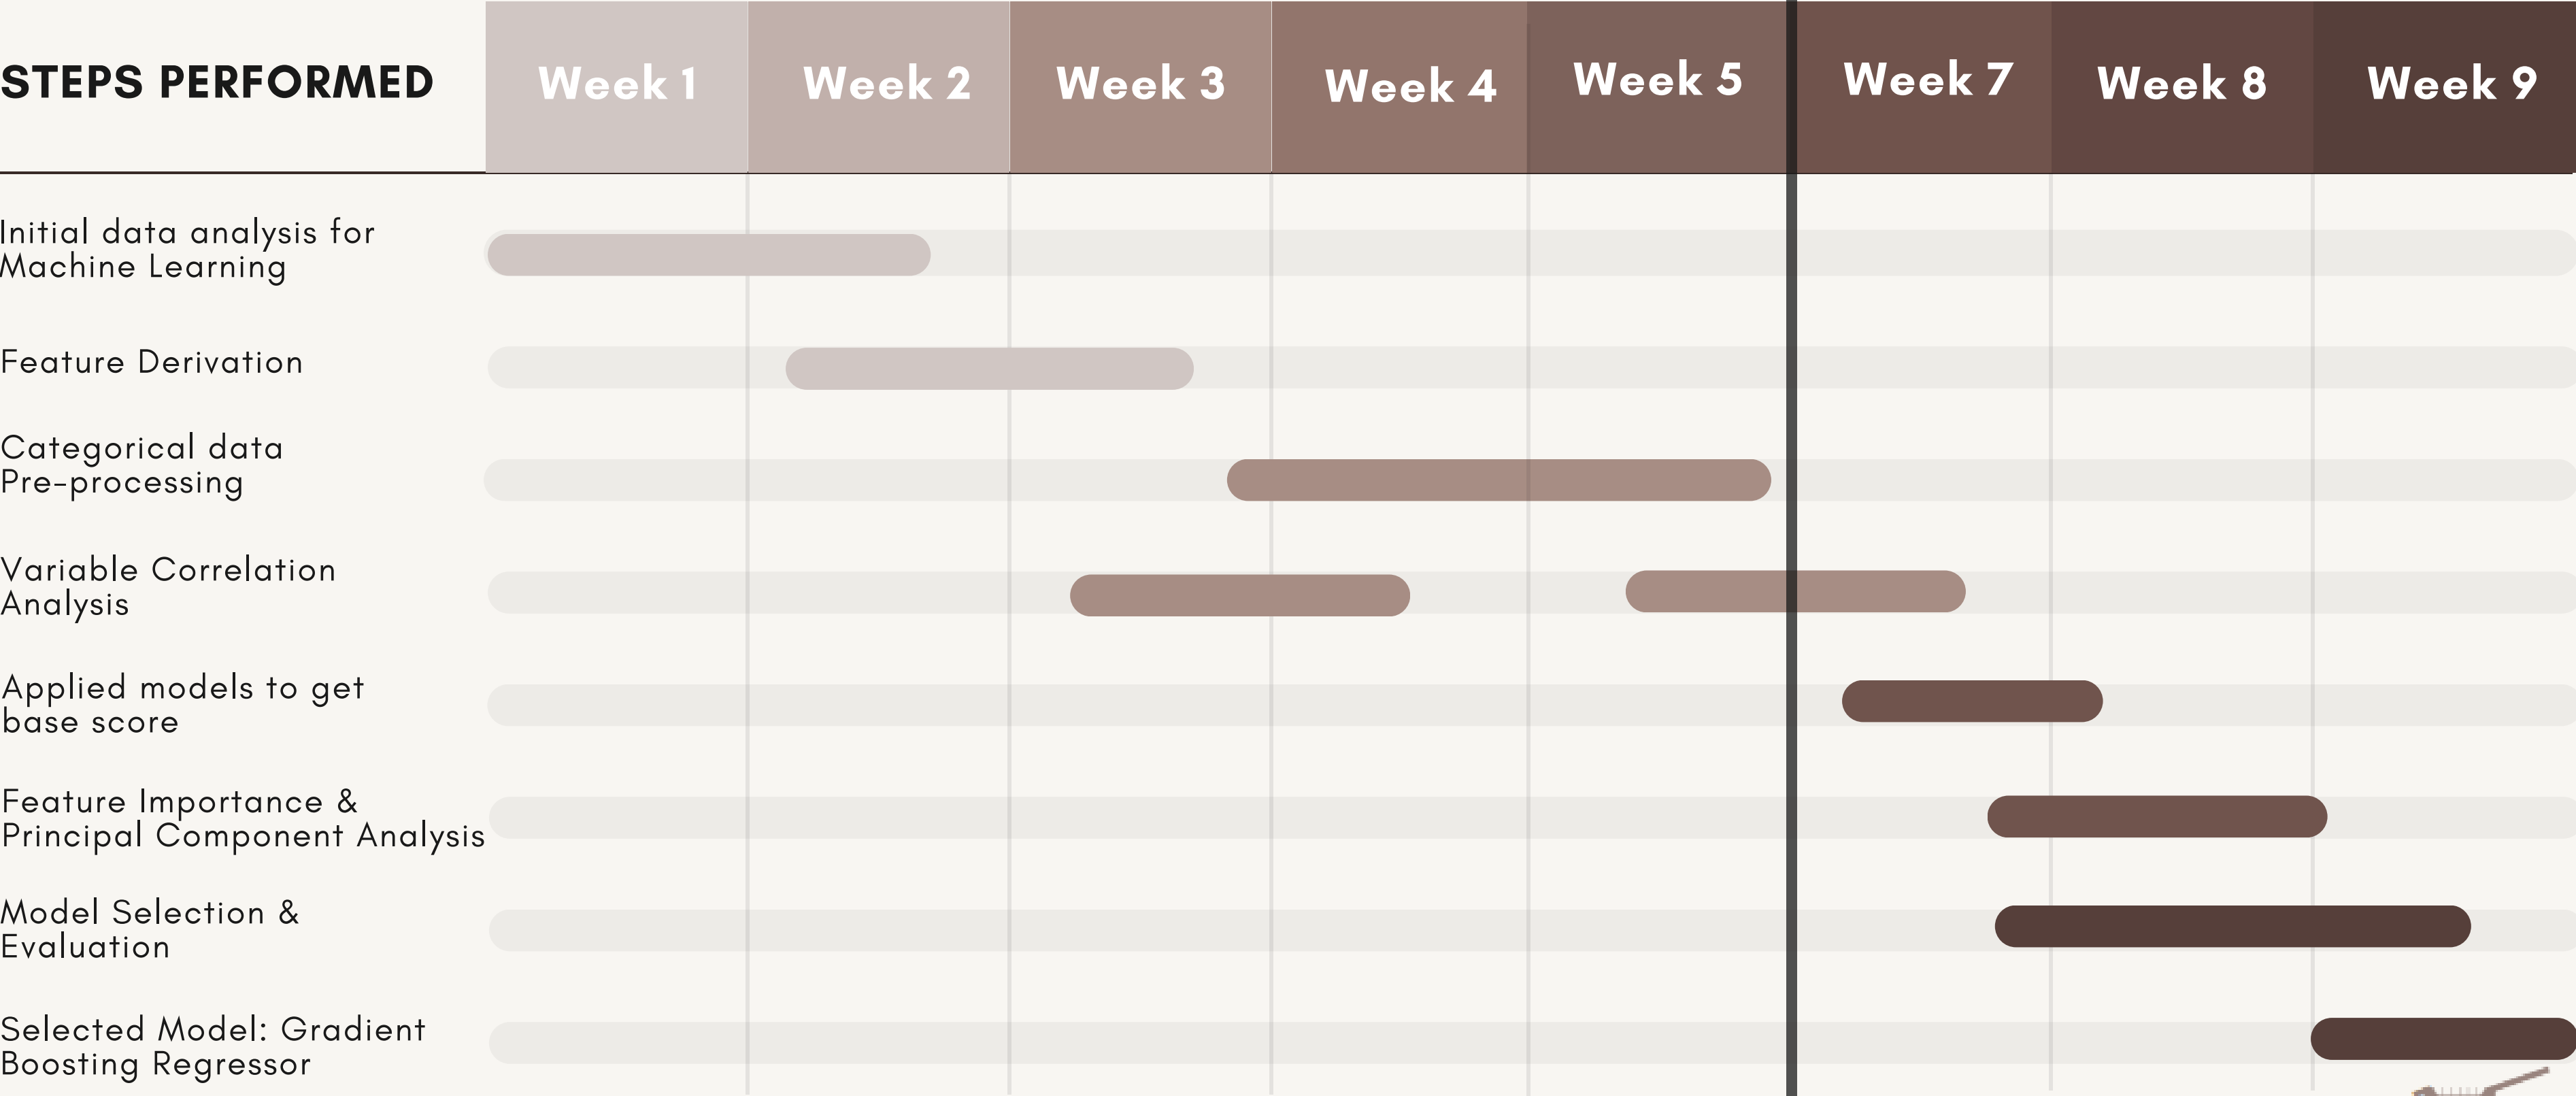 STEPS PERFORMED
Week 1
Week 2
Week 3
Week 4
Week 5
Week 7
Week 8
Week 9
Initial data analysis for
Machine Learning
Feature Derivation
Categorical data
Pre-processing
Variable Correlation
Analysis
Applied models to get
base score
Feature Importance &
Principal Component Analysis
Model Selection &
Evaluation
Selected Model: Gradient
Boosting Regressor